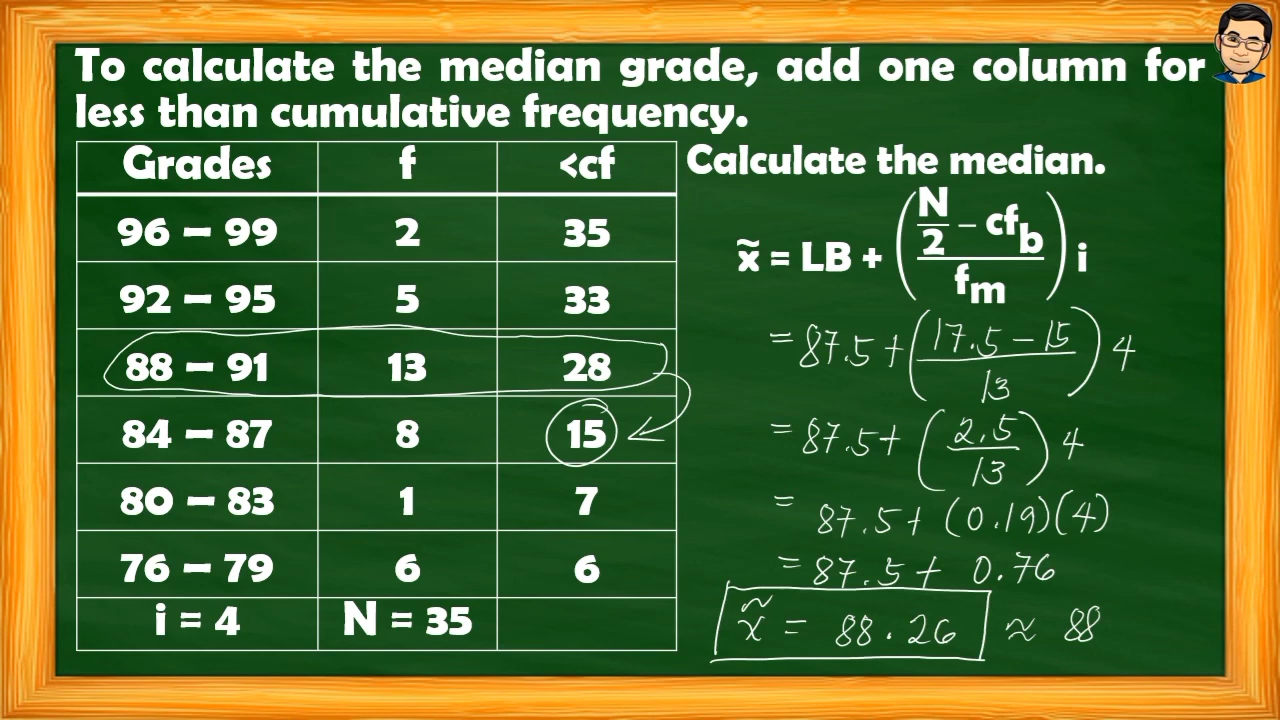 To calculate the median grade, add one column for
less than cumulative frequency.
Grades f <cf
96 – 99 2 35
92 – 95 5 33
88 – 91 13 28
84 – 87 8 15
80 – 83 1 7
76 – 79 6 6
i = 4 N = 35
Calculate the median.
x̃ = LB + (N/2 – cfb / fm) i
= 87.5 + (17.5 – 15 / 13) 4
= 87.5 + (2.5 / 13) 4
= 87.5 + (0.19)(4)
= 87.5 + 0.76
x̃ = 88.26 ≈ 88